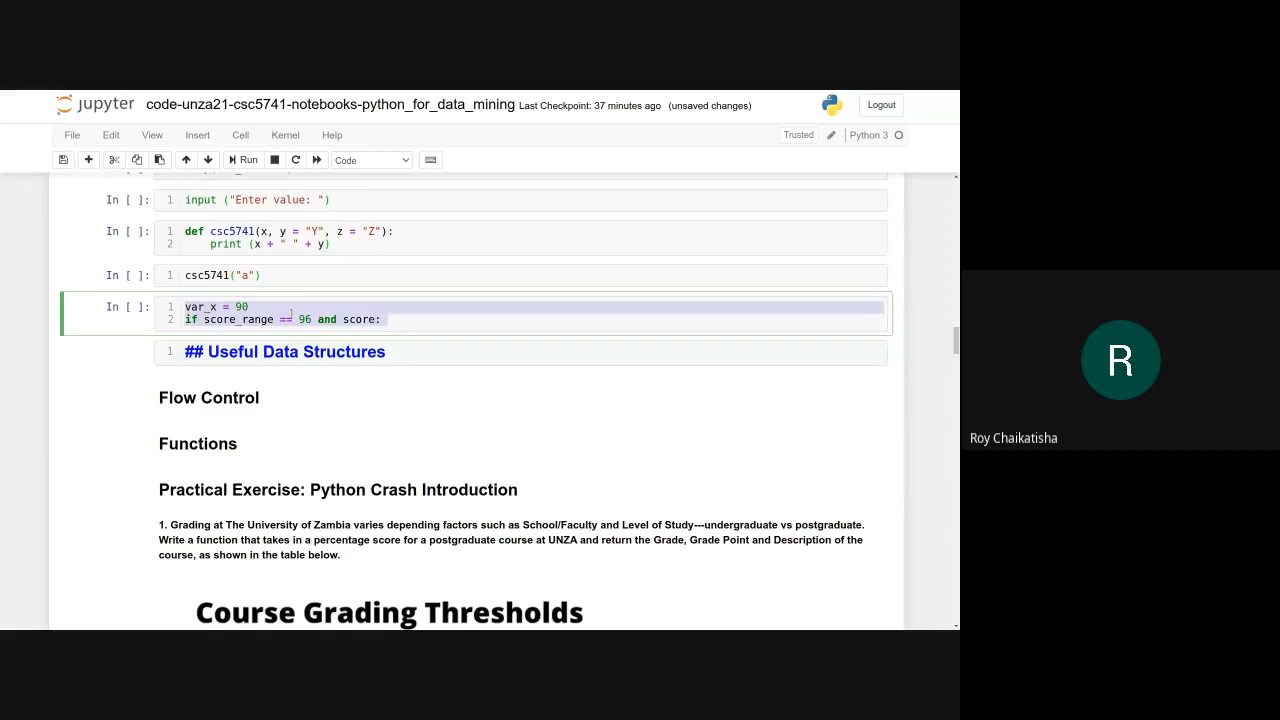 jupyter code-unza21-csc5741-notebooks-python_for_data_mining Last Checkpoint: 37 minutes ago (unsaved changes) Logout
File Edit View Insert Cell Kernel Help Trusted Python 3
Run Code
In [ ]: 1 input ("Enter value: ")
In [ ]: 1 def csc5741(x, y = "Y", z = "Z"):
2 print (x + " " + y)
In [ ]: 1 csc5741("a")
In [ ]: 1 var_x = 90
2 if score_range == 96 and score:
1 ## Useful Data Structures
Flow Control
Functions
Practical Exercise: Python Crash Introduction
1. Grading at The University of Zambia varies depending factors such as School/Faculty and Level of Study---undergraduate vs postgraduate.
Write a function that takes in a percentage score for a postgraduate course at UNZA and return the Grade, Grade Point and Description of the
course, as shown in the table below.
Course Grading Thresholds
R
Roy Chaikatisha